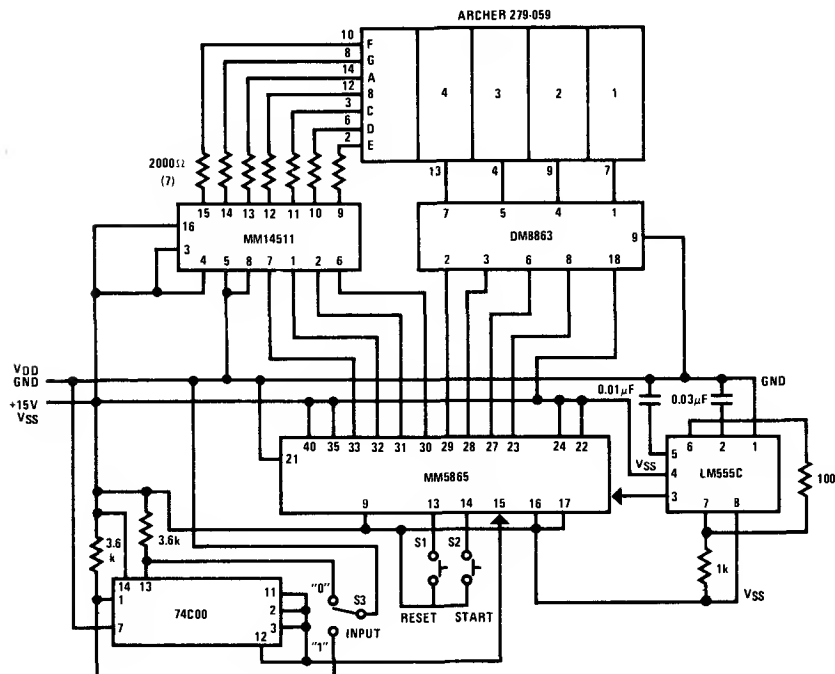 ARCHER 279-059
10 F
8 G
14 A
12 B
3 C
6 D
2 E
4 3 2 1
2000Ω
(7)
13 4 9 7
15 14 13 12 11 10 9
7 5 4 1
16
MM14511
DM8863
9
3
4 5 8 7 1 2 6
2 3 6 8 18
VDD
GND
+15V
VSS
0.01µF
0.03µF
GND
40 35 33 32 31 30 29 28 27 23 24 22
21
MM5865
9 13 14 15 16 17
6 2 1
5
VSS
4
LM555C
3
7 8
100
1k
VSS
3.6
k
3.6k
14 13
1
7
74C00
11
2
3
12
"0"
S3
INPUT
"1"
S1
S2
RESET
START